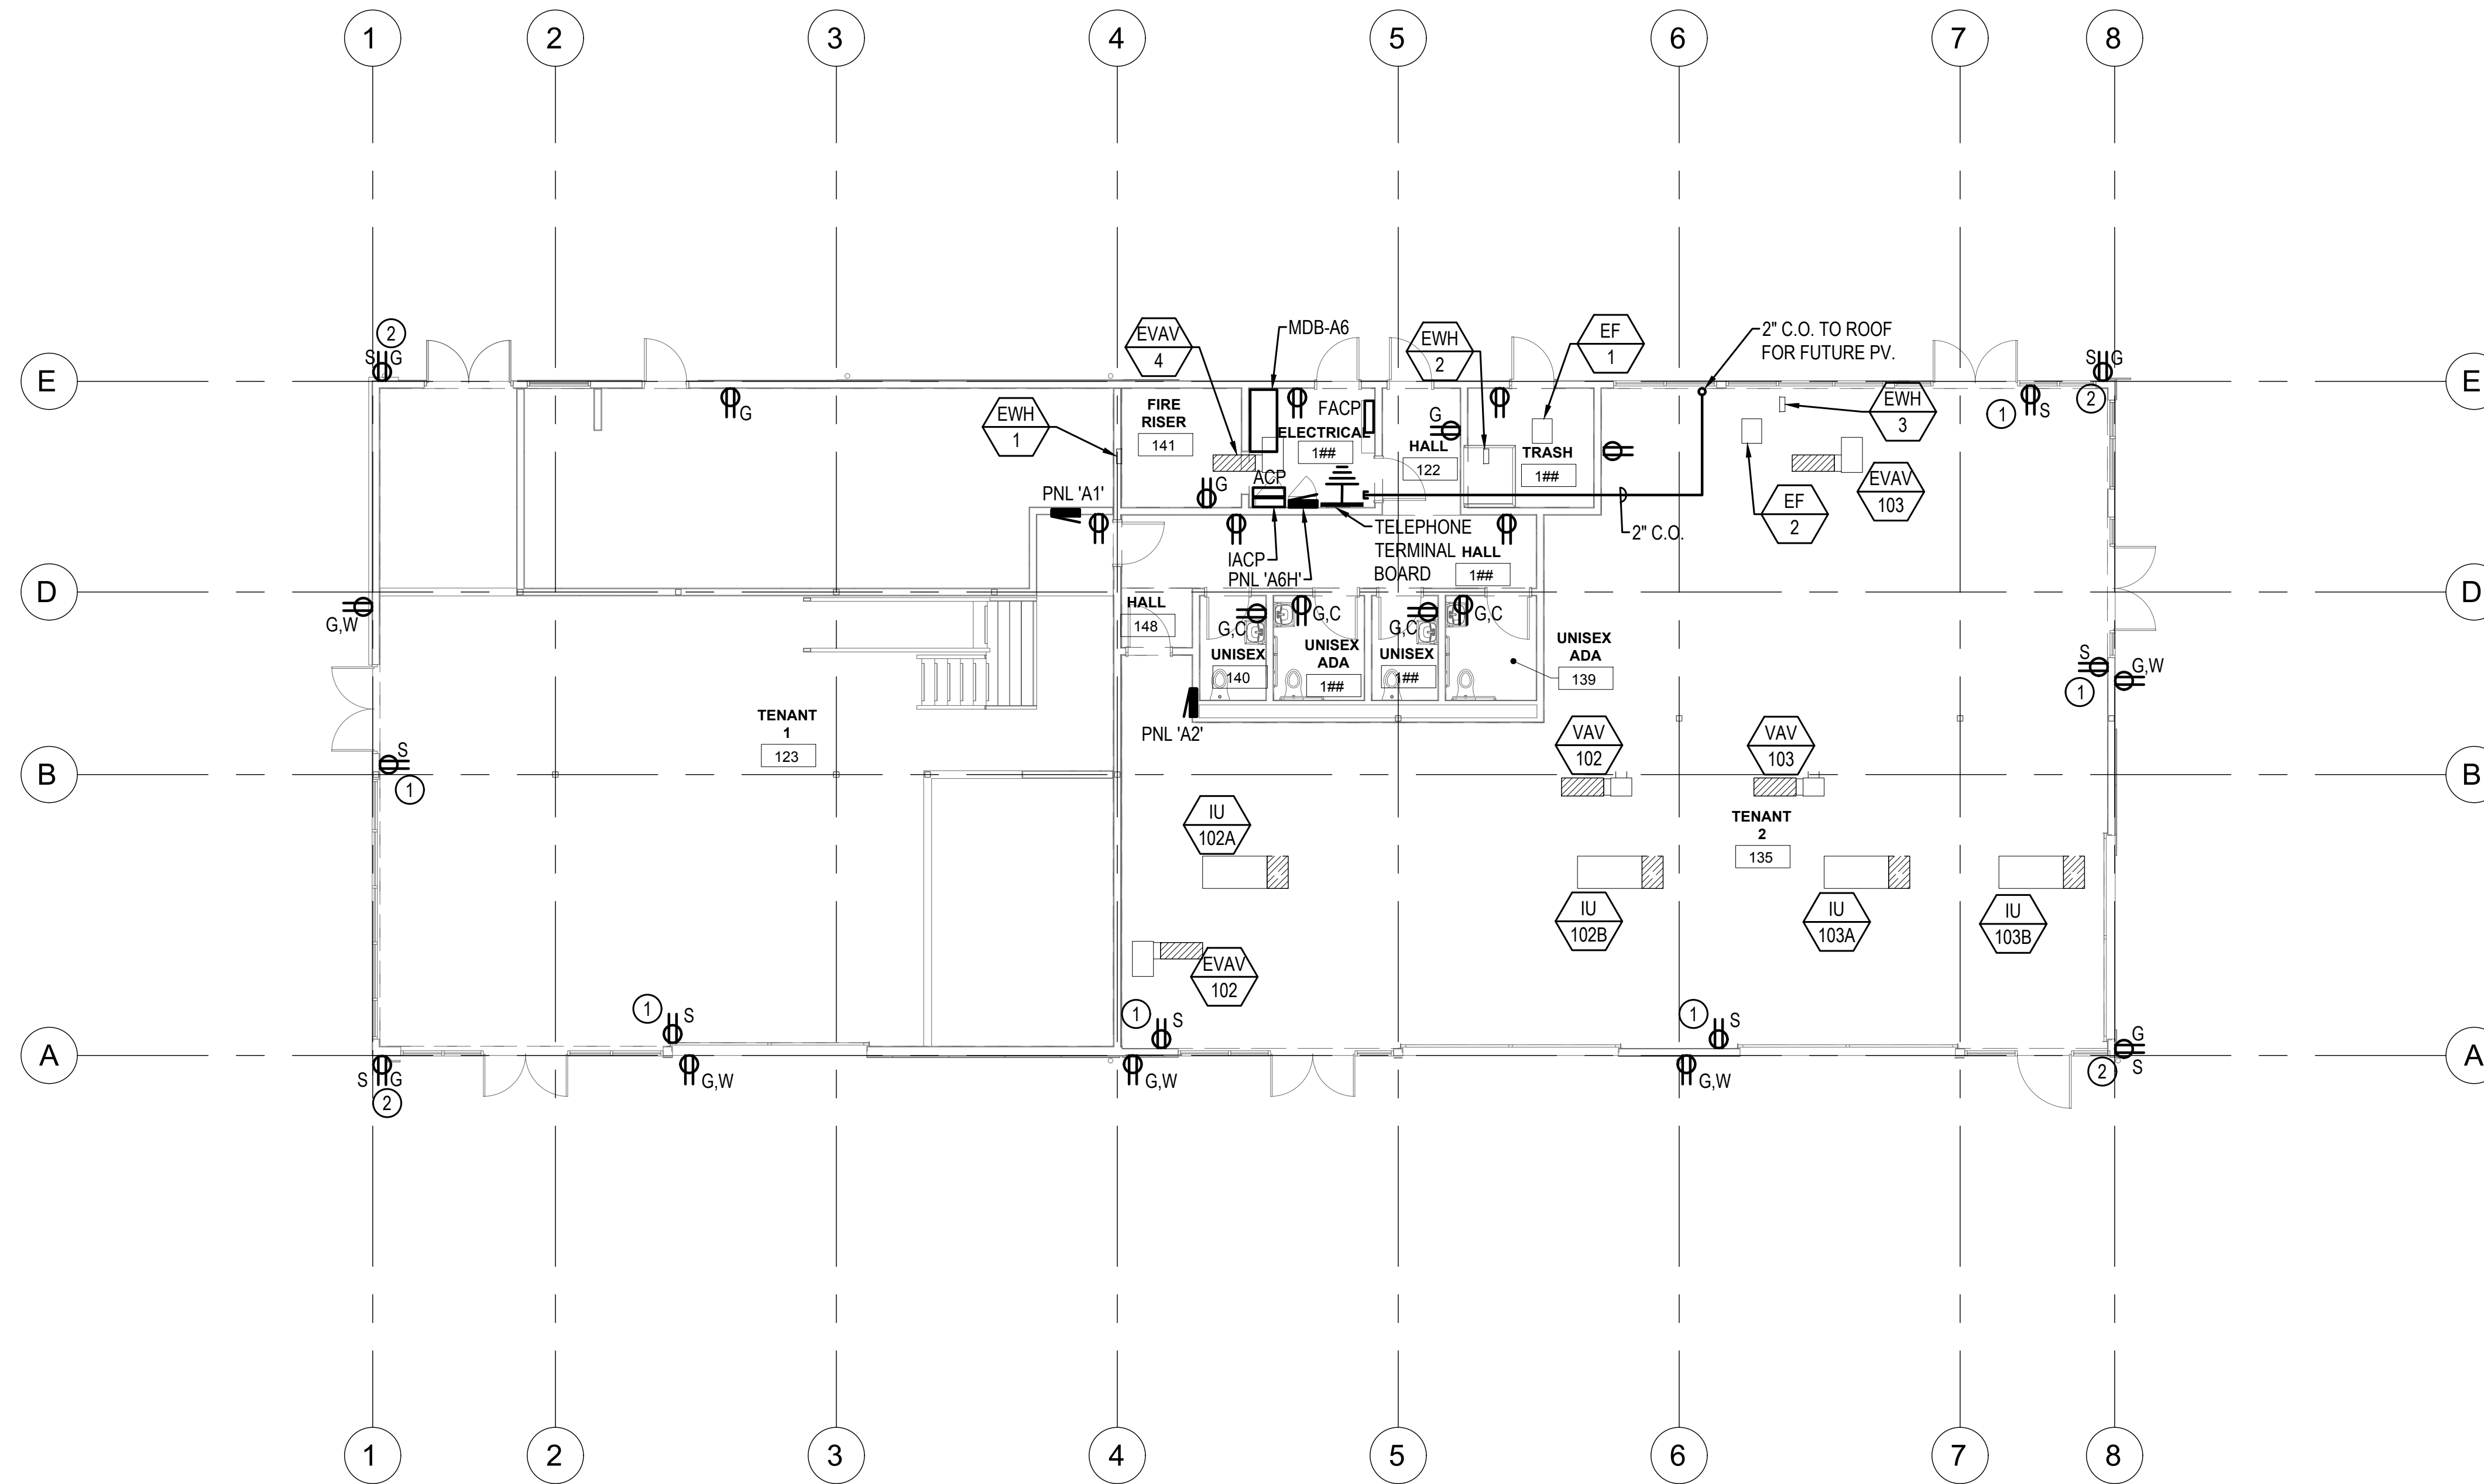 1 2 3 4 5 6 7 8
2
S G
EVAV
4
MDB-A6
EWH
2
EF
1
2" C.O. TO ROOF
FOR FUTURE PV.
S G
E
E
G
EWH
1
FIRE
RISER
141
FACP
ELECTRICAL
1##
G
HALL
122
TRASH
1##
EWH
3
1
S
2
ACP
G
PNL 'A1'
EVAV
103
EF
2
IACP
PNL 'A6H'
TELEPHONE
TERMINAL
BOARD
HALL
1##
2" C.O.
D
D
G,W
HALL
148
G,C
G,C
G,C
G,C
UNISEX
140
UNISEX
ADA
1##
UNISEX
1##
UNISEX
ADA
139
S
G,W
1
TENANT
1
123
PNL 'A2'
VAV
102
VAV
103
B
B
S
1
IU
102A
TENANT
2
135
IU
102B
IU
103A
IU
103B
EVAV
102
1
S
1
S
1
S
A
A
S G
2
G,W
G,W
G,W
G
S
2
1 2 3 4 5 6 7 8